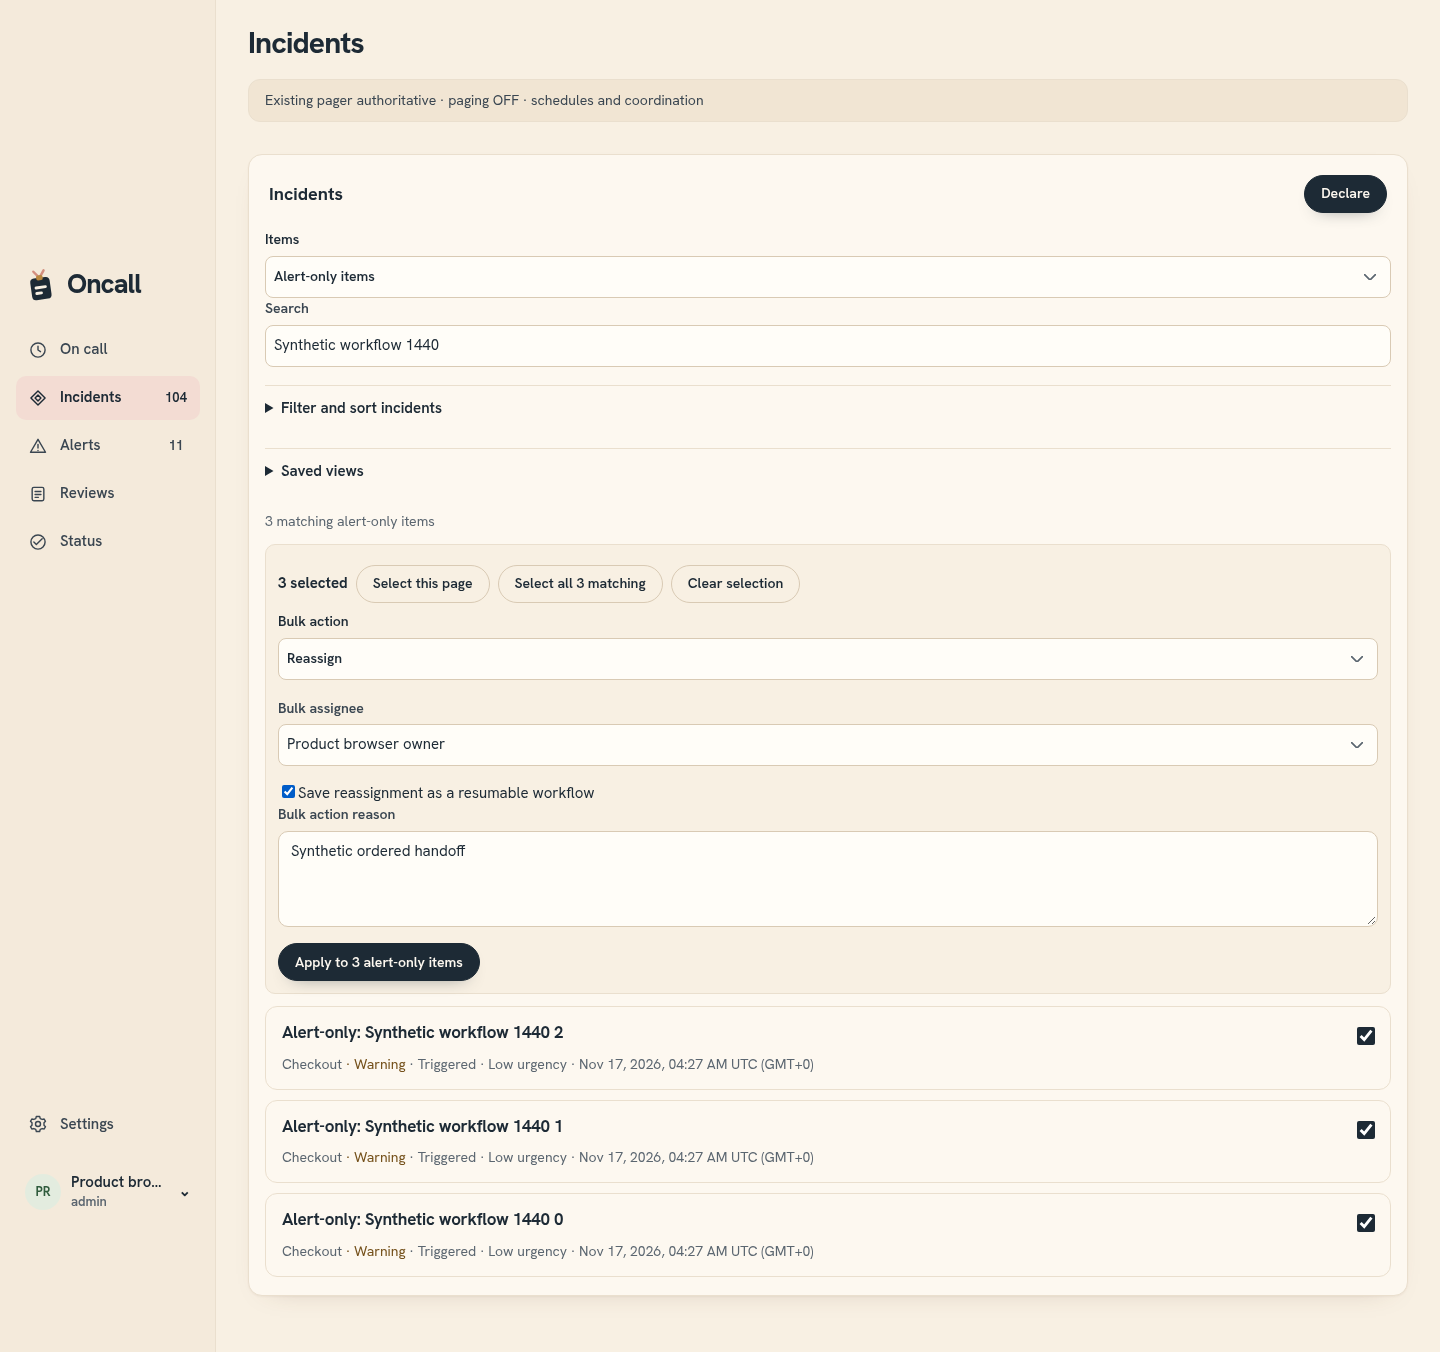 Oncall
On call
Incidents 104
Alerts 11
Reviews
Status
Settings
PR
Product bro...
admin
Incidents
Existing pager authoritative · paging OFF · schedules and coordination
Incidents
Declare
Items
Alert-only items
Search
Synthetic workflow 1440
Filter and sort incidents
Saved views
3 matching alert-only items
3 selected Select this page Select all 3 matching Clear selection
Bulk action
Reassign
Bulk assignee
Product browser owner
Save reassignment as a resumable workflow
Bulk action reason
Synthetic ordered handoff
Apply to 3 alert-only items
Alert-only: Synthetic workflow 1440 2
Checkout · Warning · Triggered · Low urgency · Nov 17, 2026, 04:27 AM UTC (GMT+0)
Alert-only: Synthetic workflow 1440 1
Checkout · Warning · Triggered · Low urgency · Nov 17, 2026, 04:27 AM UTC (GMT+0)
Alert-only: Synthetic workflow 1440 0
Checkout · Warning · Triggered · Low urgency · Nov 17, 2026, 04:27 AM UTC (GMT+0)